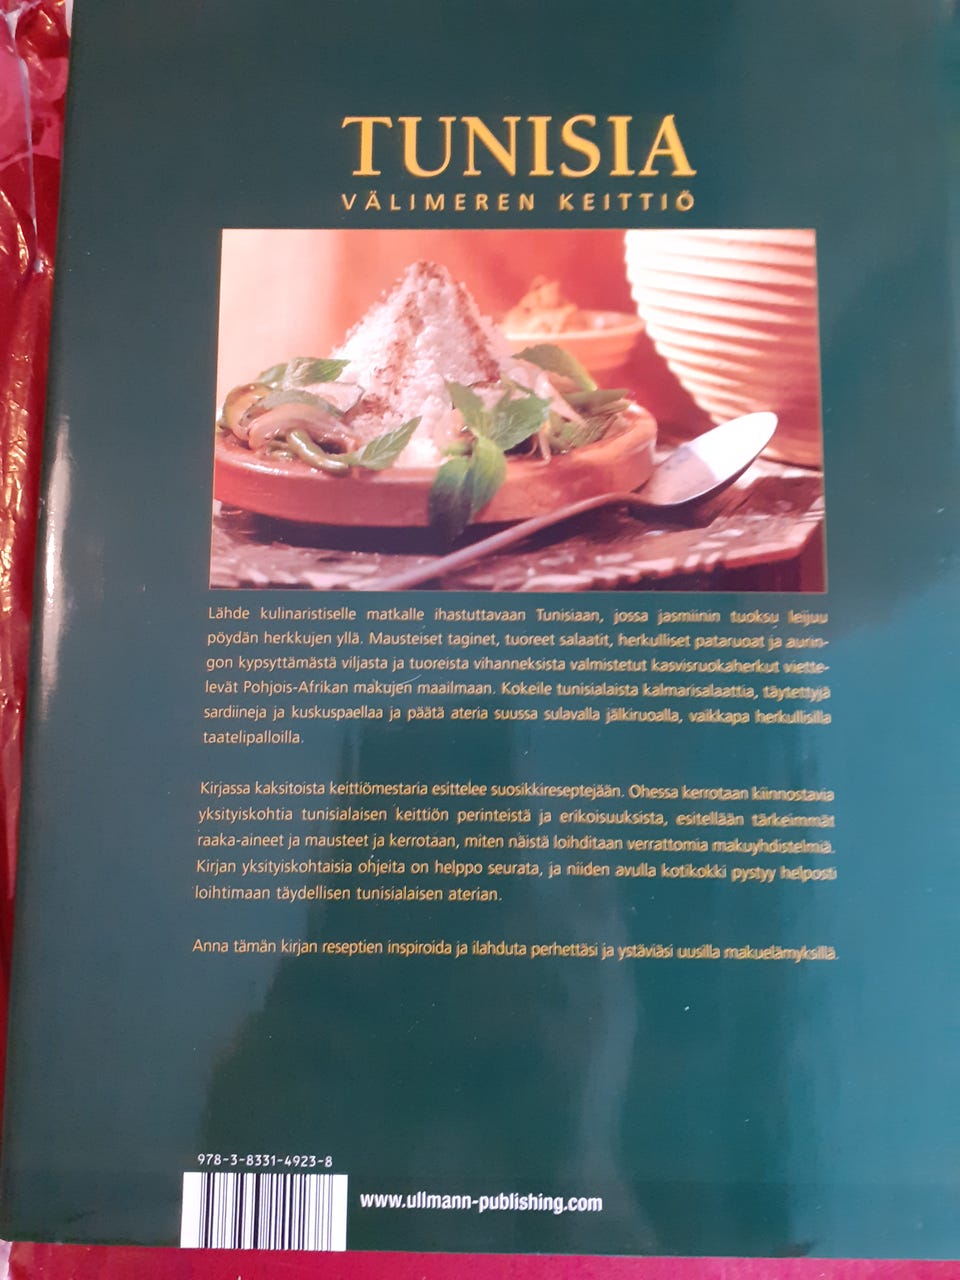 TUNISIA
VÄLIMEREN KEITTIÖ
Lähde kulinaristiselle matkalle ihastuttavaan Tunisiaan, jossa jasmiinin tuoksu leijuu
pöydän herkkujen yllä. Mausteiset taginet, tuoreet salaatit, herkulliset pataruoat ja aurin-
gon kypsyttämästä viljasta ja tuoreista vihanneksista valmistetut kasvisruokaherkut viette-
levät Pohjois-Afrikan makujen maailmaan. Kokeile tunisialaista kalmarisalaattia, täytettyjä
sardiineja ja kuskuspaellaa ja päätä ateria suussa sulavalla jälkiruoalla, vaikkapa herkullisilla
taatelipalloilla.
Kirjassa kaksitoista keittiömestaria esittelee suosikkireseptejään. Ohessa kerrotaan kiinnostavia
yksityiskohtia tunisialaisen keittiön perinteistä ja erikoisuuksista, esitellään tärkeimmät
raaka-aineet ja mausteet ja kerrotaan, miten näistä loihditaan verrattomia makuyhdistelmiä.
Kirjan yksityiskohtaisia ohjeita on helppo seurata, ja niiden avulla kotikokki pystyy helposti
loihtimaan täydellisen tunisialaisen aterian.
Anna tämän kirjan reseptien inspiroida ja ilahduta perhettäsi ja ystäviäsi uusilla makuelämyksillä.
978-3-8331-4923-8
www.ullmann-publishing.com